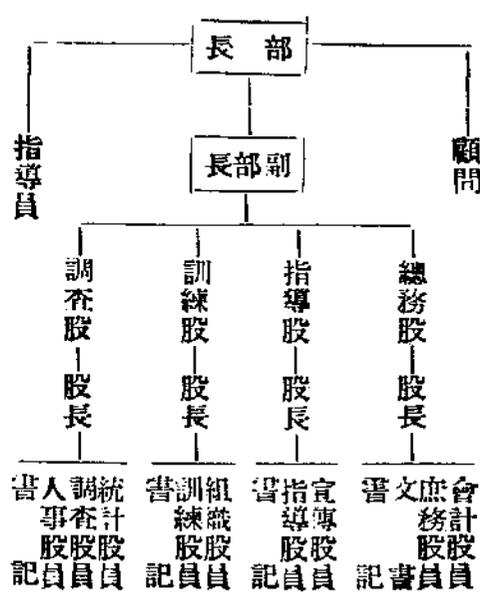 部長
顧問
指導員
副部長
總務股
股長
會計股員
庶務股員
文書
書記
指導股
股長
宣傳股員
指導股員
書記
訓練股
股長
組織股員
訓練股員
書記
調査股
股長
統計股員
調査股員
人事股員
書記